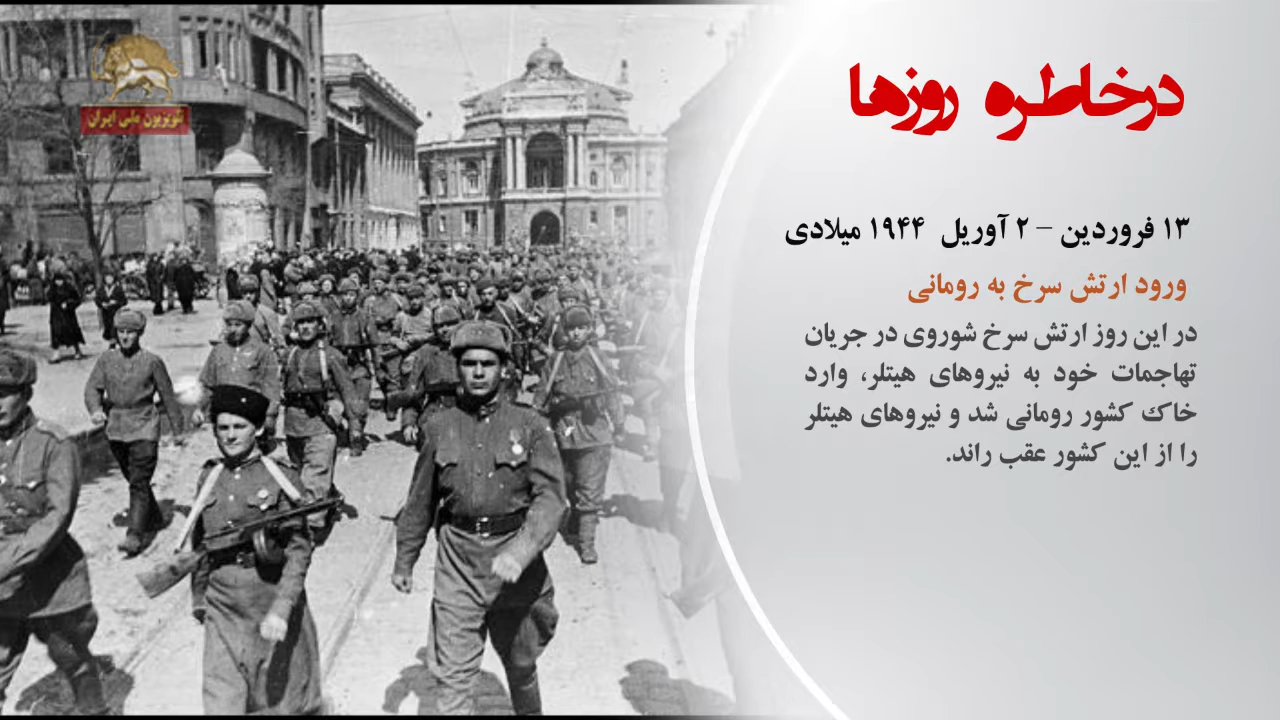 تلویزیون ملی ایران
درخاطره روزها
۱۳ فروردین – ۲ آوریل ۱۹۴۴ میلادی
ورود ارتش سرخ به رومانی
در این روز ارتش سرخ شوروی در جریان
تهاجمات خود به نیروهای هیتلر، وارد
خاک کشور رومانی شد و نیروهای هیتلر
را از این کشور عقب راند.